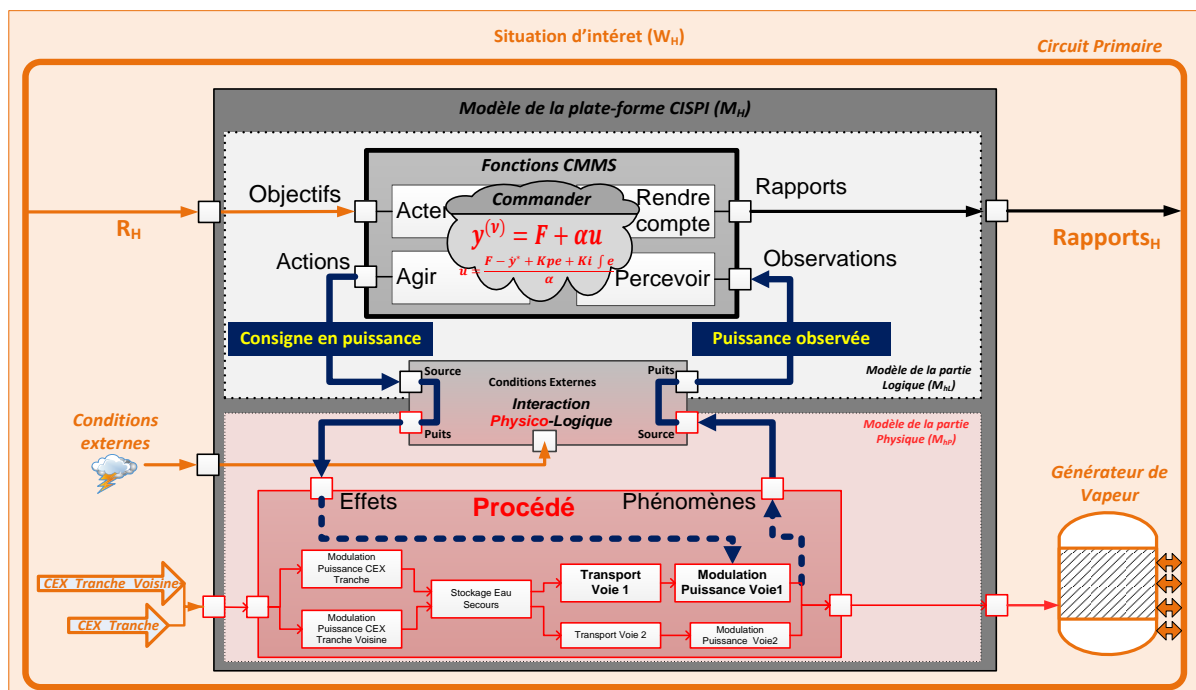 Situation d’intéret (WH)
Circuit Primaire
Modèle de la plate-forme CISPI (MH)
Fonctions CMMS
Objectifs
Acter
Commander
Rendre
compte
Rapports
RH
RapportsH
y(ν) = F + αu
Actions
Agir
u = F − ẏ* + Kpe + Ki ∫ e
α
Percevoir
Observations
Consigne en puissance
Puissance observée
Source
Conditions Externes
Puits
Interaction
Physico-Logique
Puits
Source
Modèle de la partie
Logique (MhL)
Modèle de la partie
Physique (MhP)
Conditions
externes
Générateur de
Vapeur
Effets
Procédé
Phénomènes
Modulation
Puissance CEX
Tranche
Stockage Eau
Secours
Transport
Voie 1
Modulation
Puissance Voie1
Modulation
Puissance CEX
Tranche Voisine
Transport Voie 2
Modulation
Puissance Voie2
CEX Tranche Voisine
CEX Tranche